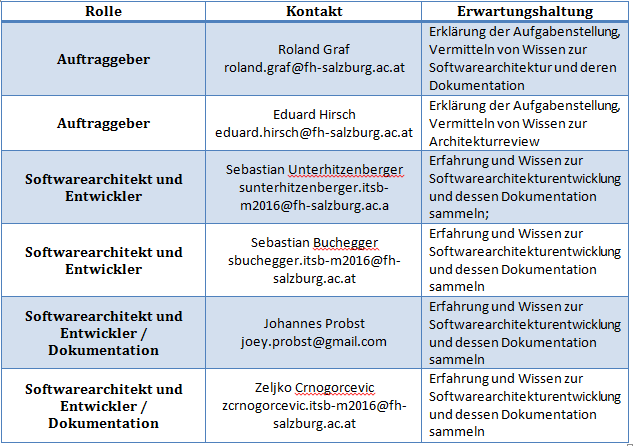 Rolle Kontakt Erwartungshaltung
Auftraggeber
Roland Graf
roland.graf@fh-salzburg.ac.at
Erklärung der Aufgabenstellung,
Vermitteln von Wissen zur
Softwarearchitektur und deren
Dokumentation
Auftraggeber
Eduard Hirsch
eduard.hirsch@fh-salzburg.ac.at
Erklärung der Aufgabenstellung,
Vermitteln von Wissen zur
Architekturreview
Softwarearchitekt und
Entwickler
Sebastian Unterhitzenberger
sunterhitzenberger.itsb-
m2016@fh-salzburg.ac.a
Erfahrung und Wissen zur
Softwarearchitekturentwicklung
und dessen Dokumentation
sammeln;
Softwarearchitekt und
Entwickler
Sebastian Buchegger
sbuchegger.itsb-m2016@fh-
salzburg.ac.at
Erfahrung und Wissen zur
Softwarearchitekturentwicklung
und dessen Dokumentation
sammeln
Softwarearchitekt und
Entwickler /
Dokumentation
Johannes Probst
joey.probst@gmail.com
Erfahrung und Wissen zur
Softwarearchitekturentwicklung
und dessen Dokumentation
sammeln
Softwarearchitekt und
Entwickler /
Dokumentation
Zeljko Crnogorcevic
zcrnogorcevic.itsb-m2016@fh-
salzburg.ac.at
Erfahrung und Wissen zur
Softwarearchitekturentwicklung
und dessen Dokumentation
sammeln